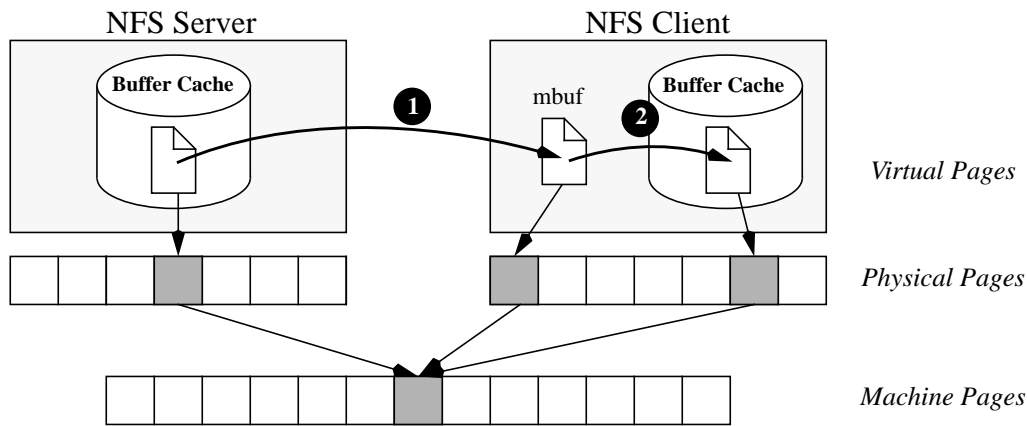 NFS Server
NFS Client
Buffer Cache
Buffer Cache
1
mbuf
2
Virtual Pages
Physical Pages
Machine Pages